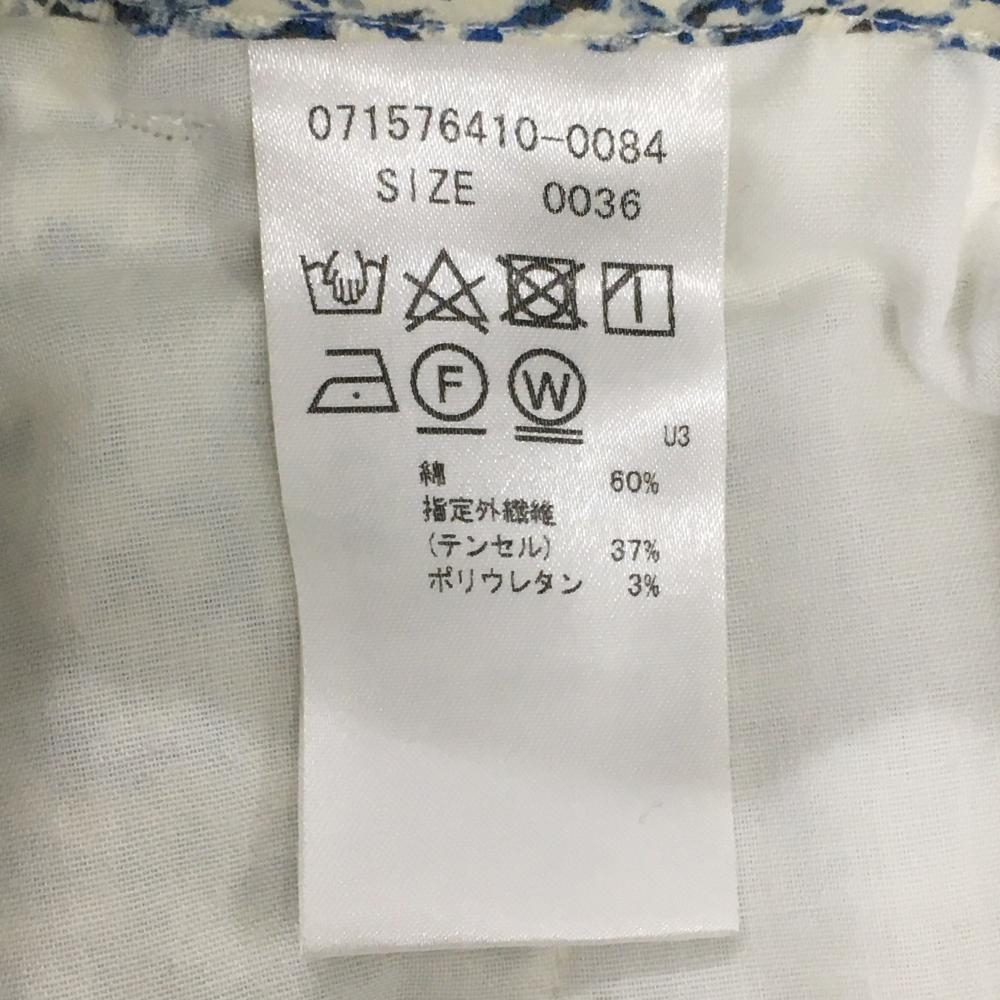 071576410-0084
SIZE 0036
F W
U3
綿 60%
指定外繊維
(テンセル) 37%
ポリウレタン 3%